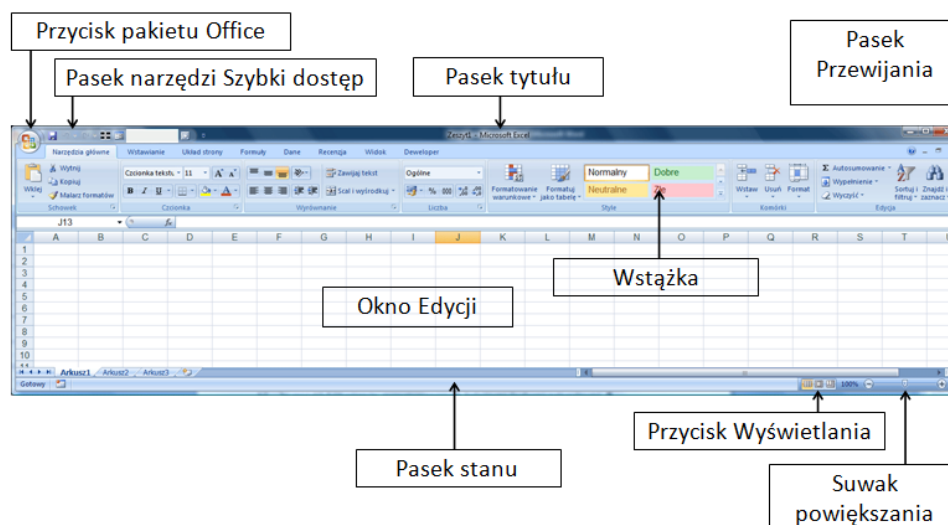 Przycisk pakietu Office
Pasek
Przewijania
Pasek narzędzi Szybki dostęp
Pasek tytułu
Zeszyt1 - Microsoft Excel
Narzędzia główne Wstawianie Układ strony Formuły Dane Recenzja Widok Deweloper
Wklej
Wytnij
Kopiuj
Malarz formatów
Schowek
Czcionka tekstu 11
B I U
Czcionka
Zawijaj tekst
Scal i wyśrodkuj
Wyrównanie
Ogólne
% 000
Liczba
Formatowanie
warunkowe
Formatuj
jako tabelę
Normalny Dobre
Neutralne Złe
Style
Wstaw Usuń Format
Komórki
Σ Autosumowanie
Wypełnienie
Wyczyść
Sortuj i
filtruj
Znajdź i
zaznacz
Edycja
J13 fx
A B C D E F G H I J K L M N O P Q R S T
1
2
3
4
5
6
7
8
9
10
11
Wstążka
Okno Edycji
Arkusz1 Arkusz2 Arkusz3
Gotowy 100%
Przycisk Wyświetlania
Pasek stanu
Suwak
powiększania